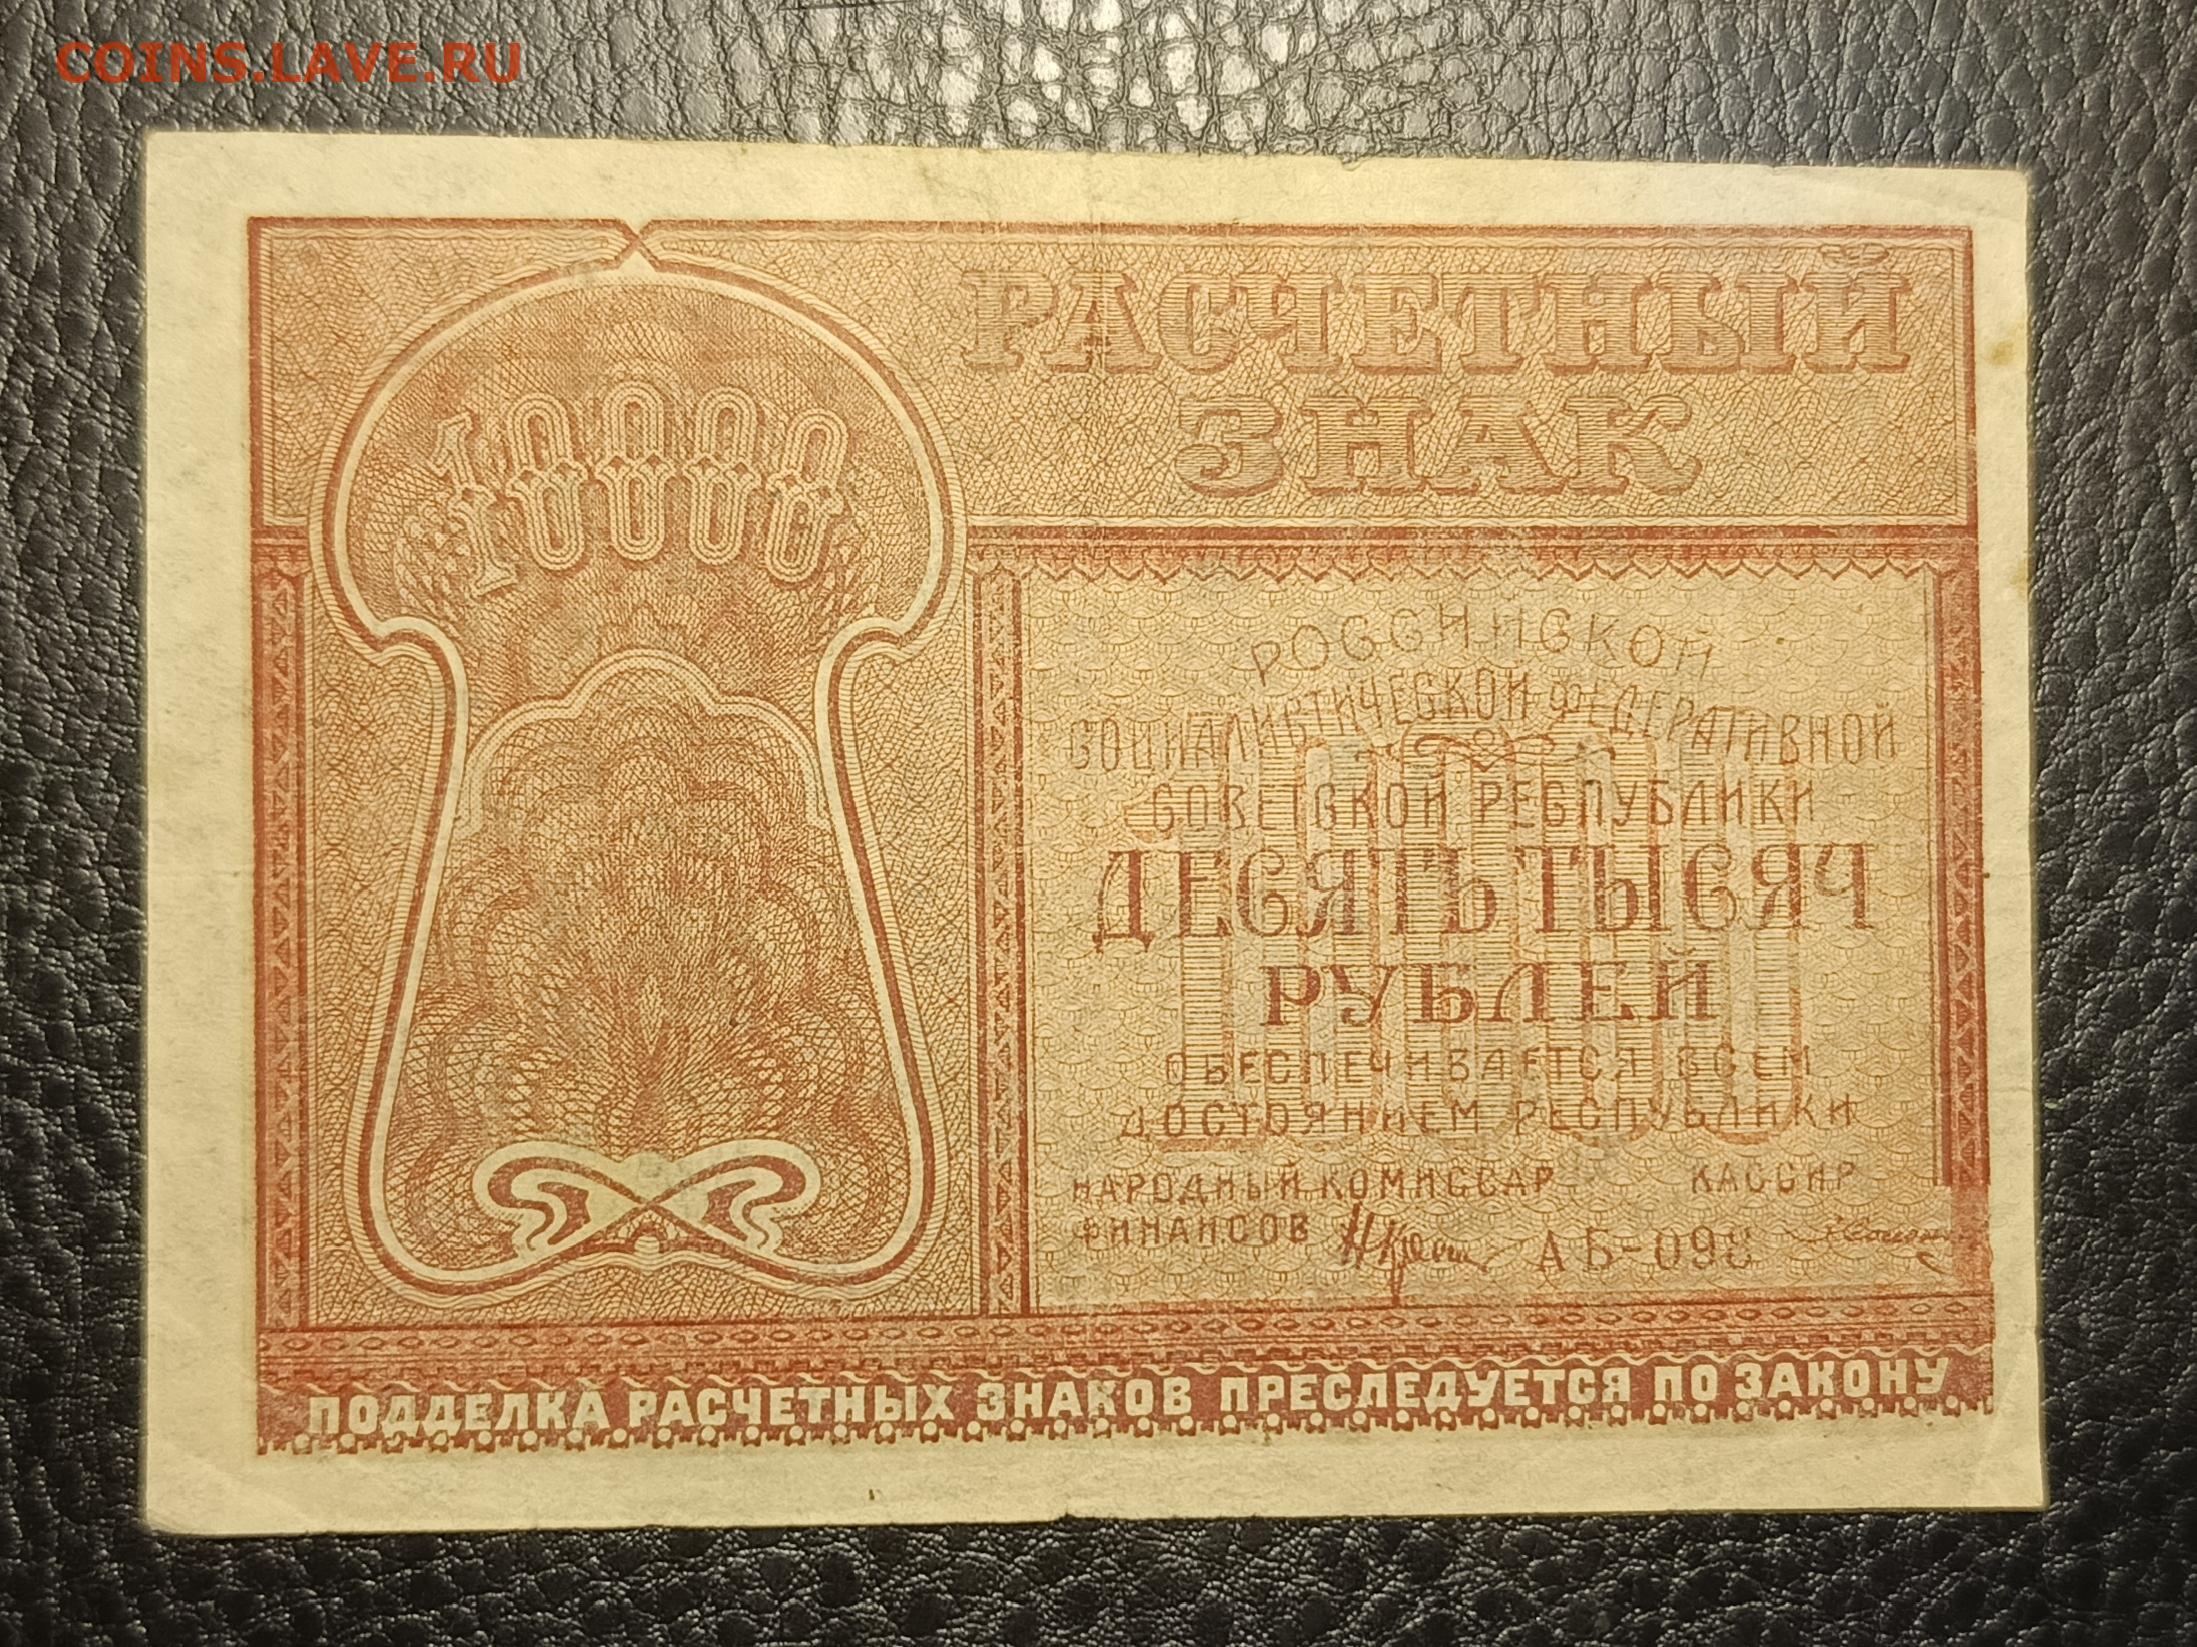 COINS.LAVE.RU
РАСЧЕТНЫЙ
ЗНАК
10000
РОССИЙСКОЙ
СОЦИАЛИСТИЧЕСКОЙ ФЕДЕРАТИВНОЙ
СОВЕТСКОЙ РЕСПУБЛИКИ
10000
ДЕСЯТЬ ТЫСЯЧ
РУБЛЕЙ
ОБЕСПЕЧИВАЕТСЯ ВСЕМ
ДОСТОЯНИЕМ РЕСПУБЛИКИ
НАРОДНЫЙ КОМИССАР КАССИР
ФИНАНСОВ АБ-098
ПОДДЕЛКА РАСЧЕТНЫХ ЗНАКОВ ПРЕСЛЕДУЕТСЯ ПО ЗАКОНУ